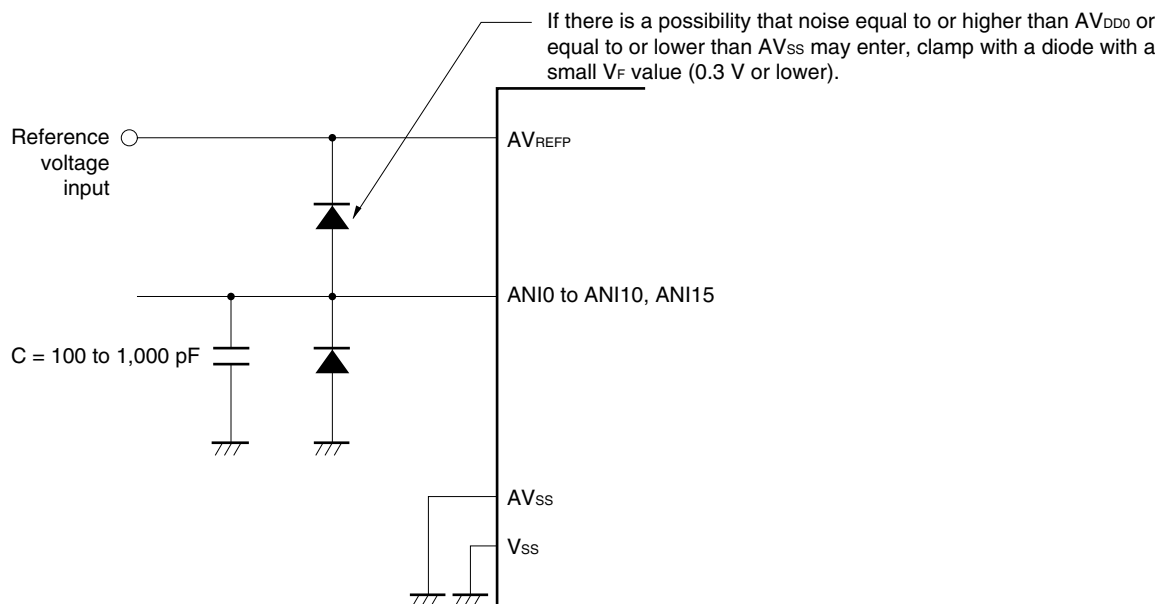 If there is a possibility that noise equal to or higher than AVDD0 or
equal to or lower than AVSS may enter, clamp with a diode with a
small VF value (0.3 V or lower).
Reference
voltage
input
AVREFP
ANI0 to ANI10, ANI15
C = 100 to 1,000 pF
AVSS
VSS